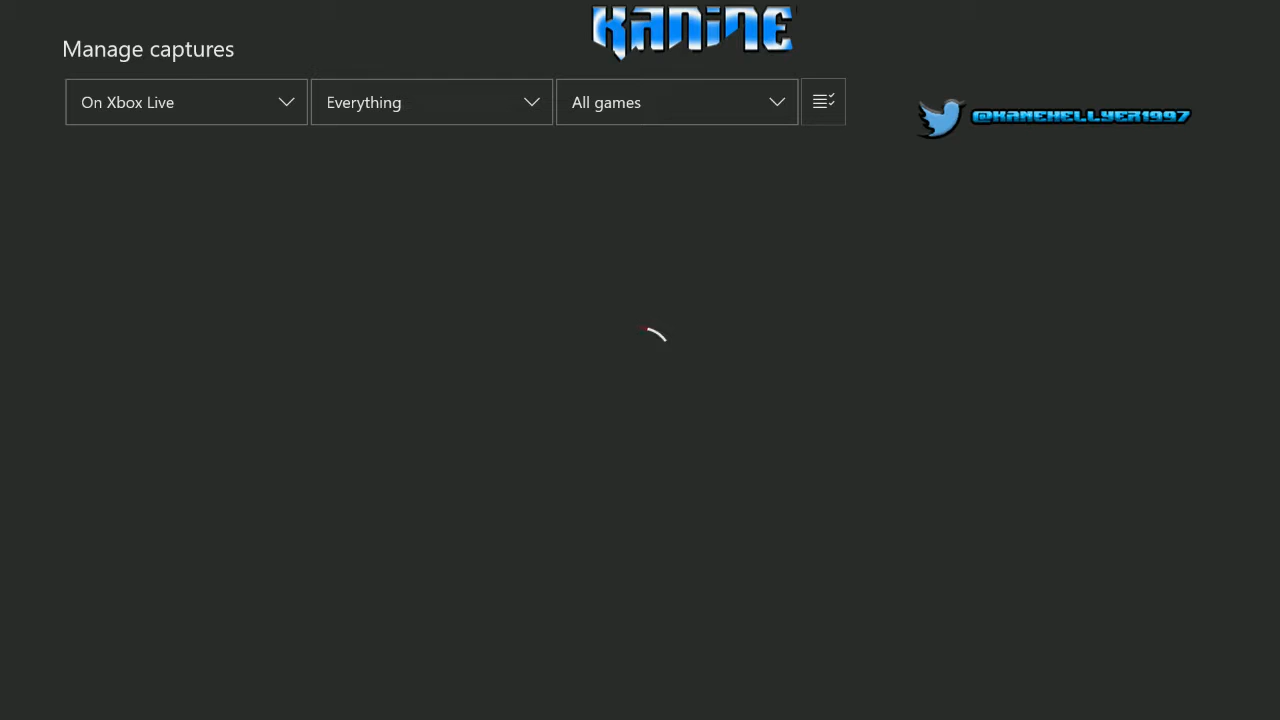 KANINE
Manage captures
On Xbox Live
Everything
All games
@KANEHELLYER1997